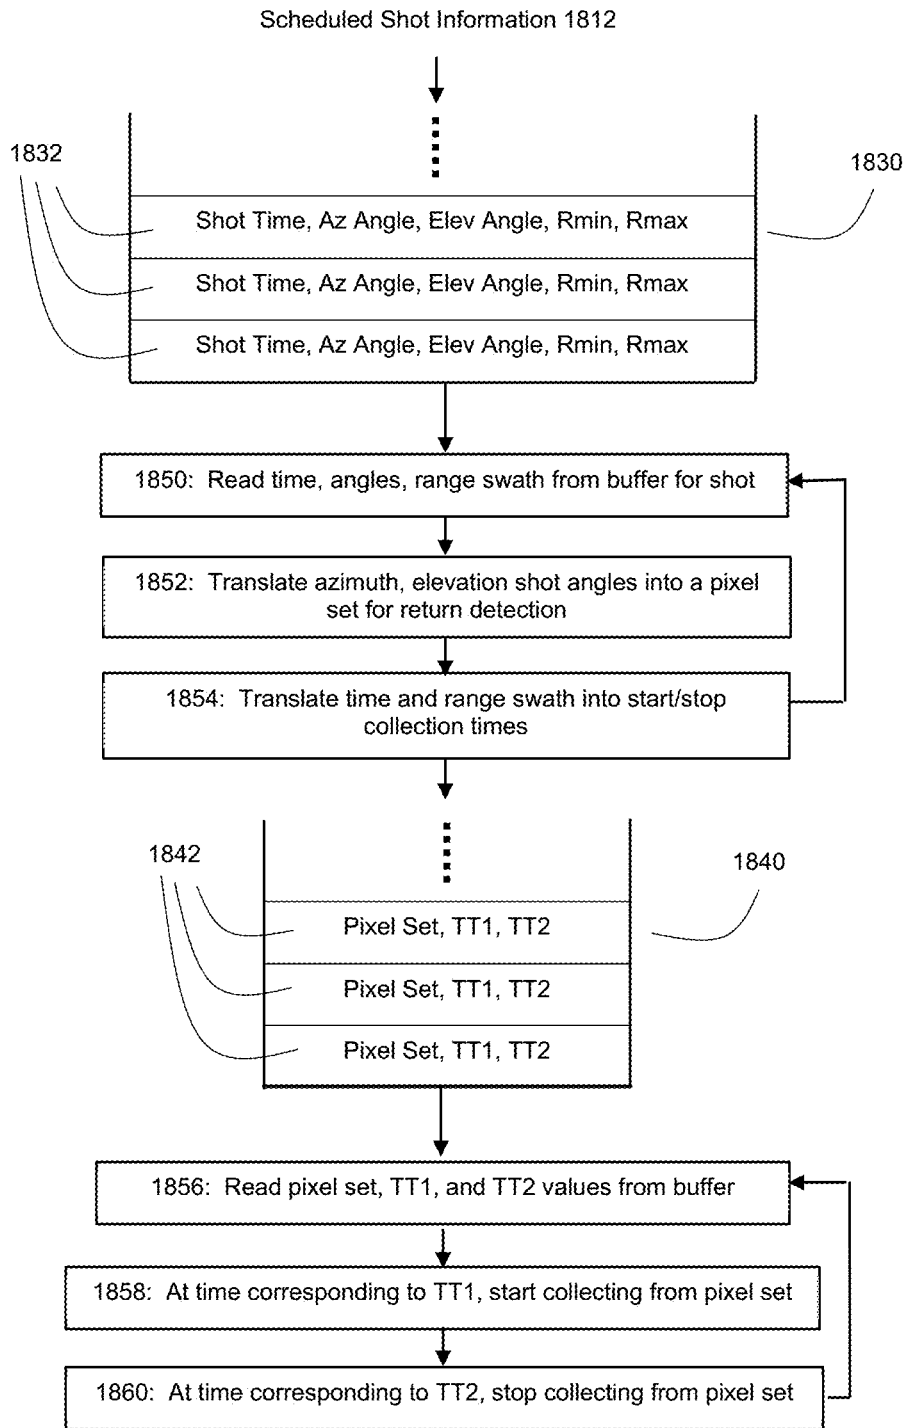 Scheduled Shot Information 1812
1832
1830
Shot Time, Az Angle, Elev Angle, Rmin, Rmax
Shot Time, Az Angle, Elev Angle, Rmin, Rmax
Shot Time, Az Angle, Elev Angle, Rmin, Rmax
1850: Read time, angles, range swath from buffer for shot
1852: Translate azimuth, elevation shot angles into a pixel
set for return detection
1854: Translate time and range swath into start/stop
collection times
1842
1840
Pixel Set, TT1, TT2
Pixel Set, TT1, TT2
Pixel Set, TT1, TT2
1856: Read pixel set, TT1, and TT2 values from buffer
1858: At time corresponding to TT1, start collecting from pixel set
1860: At time corresponding to TT2, stop collecting from pixel set